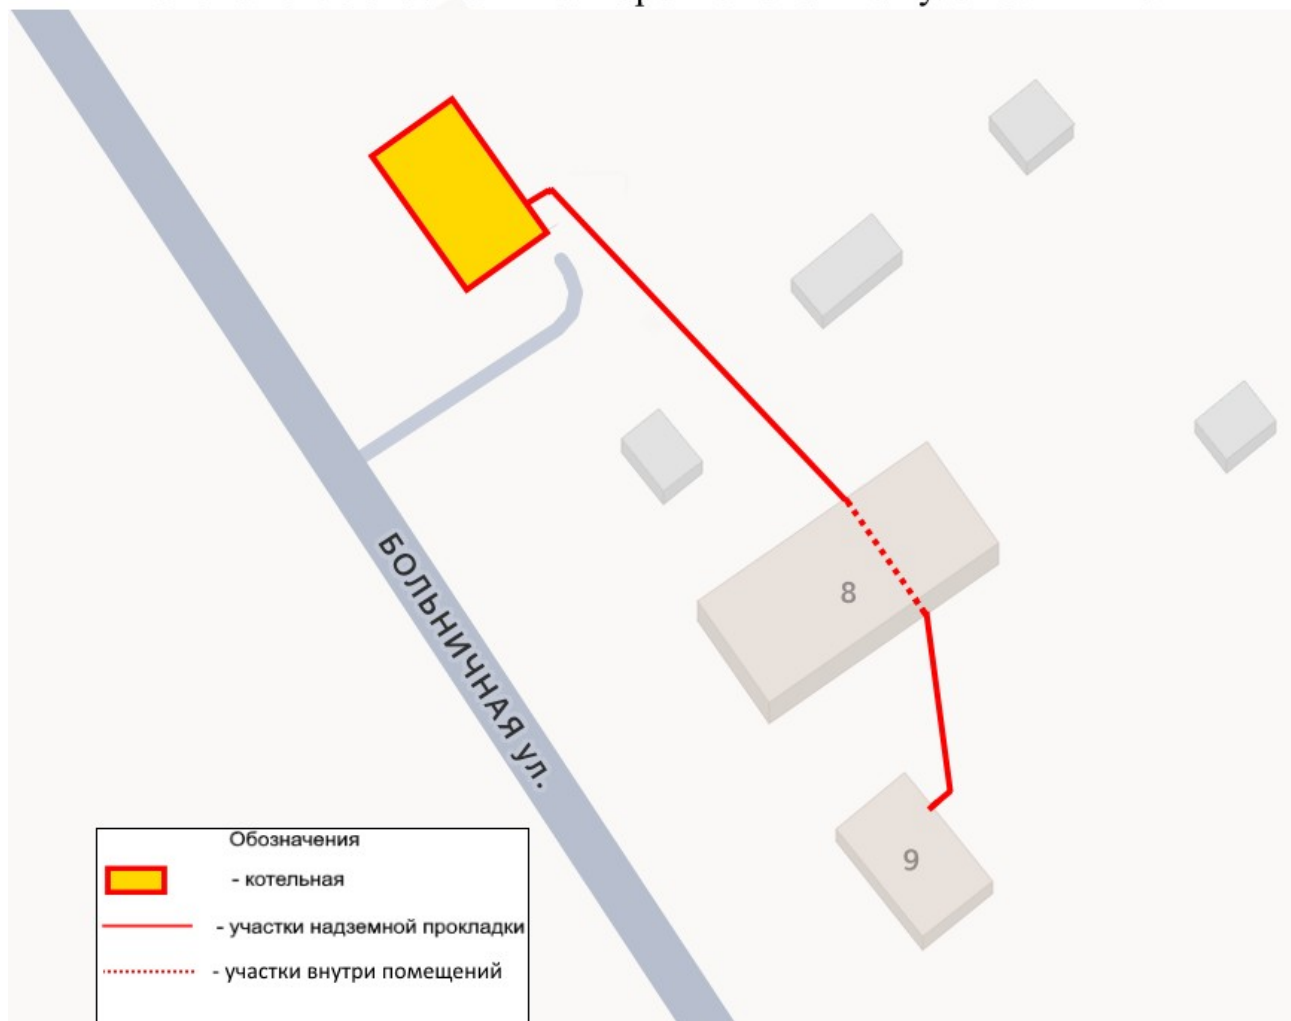 8
БОЛЬНИЧНАЯ ул.
9
Обозначения
- котельная
- участки надземной прокладки
- участки внутри помещений